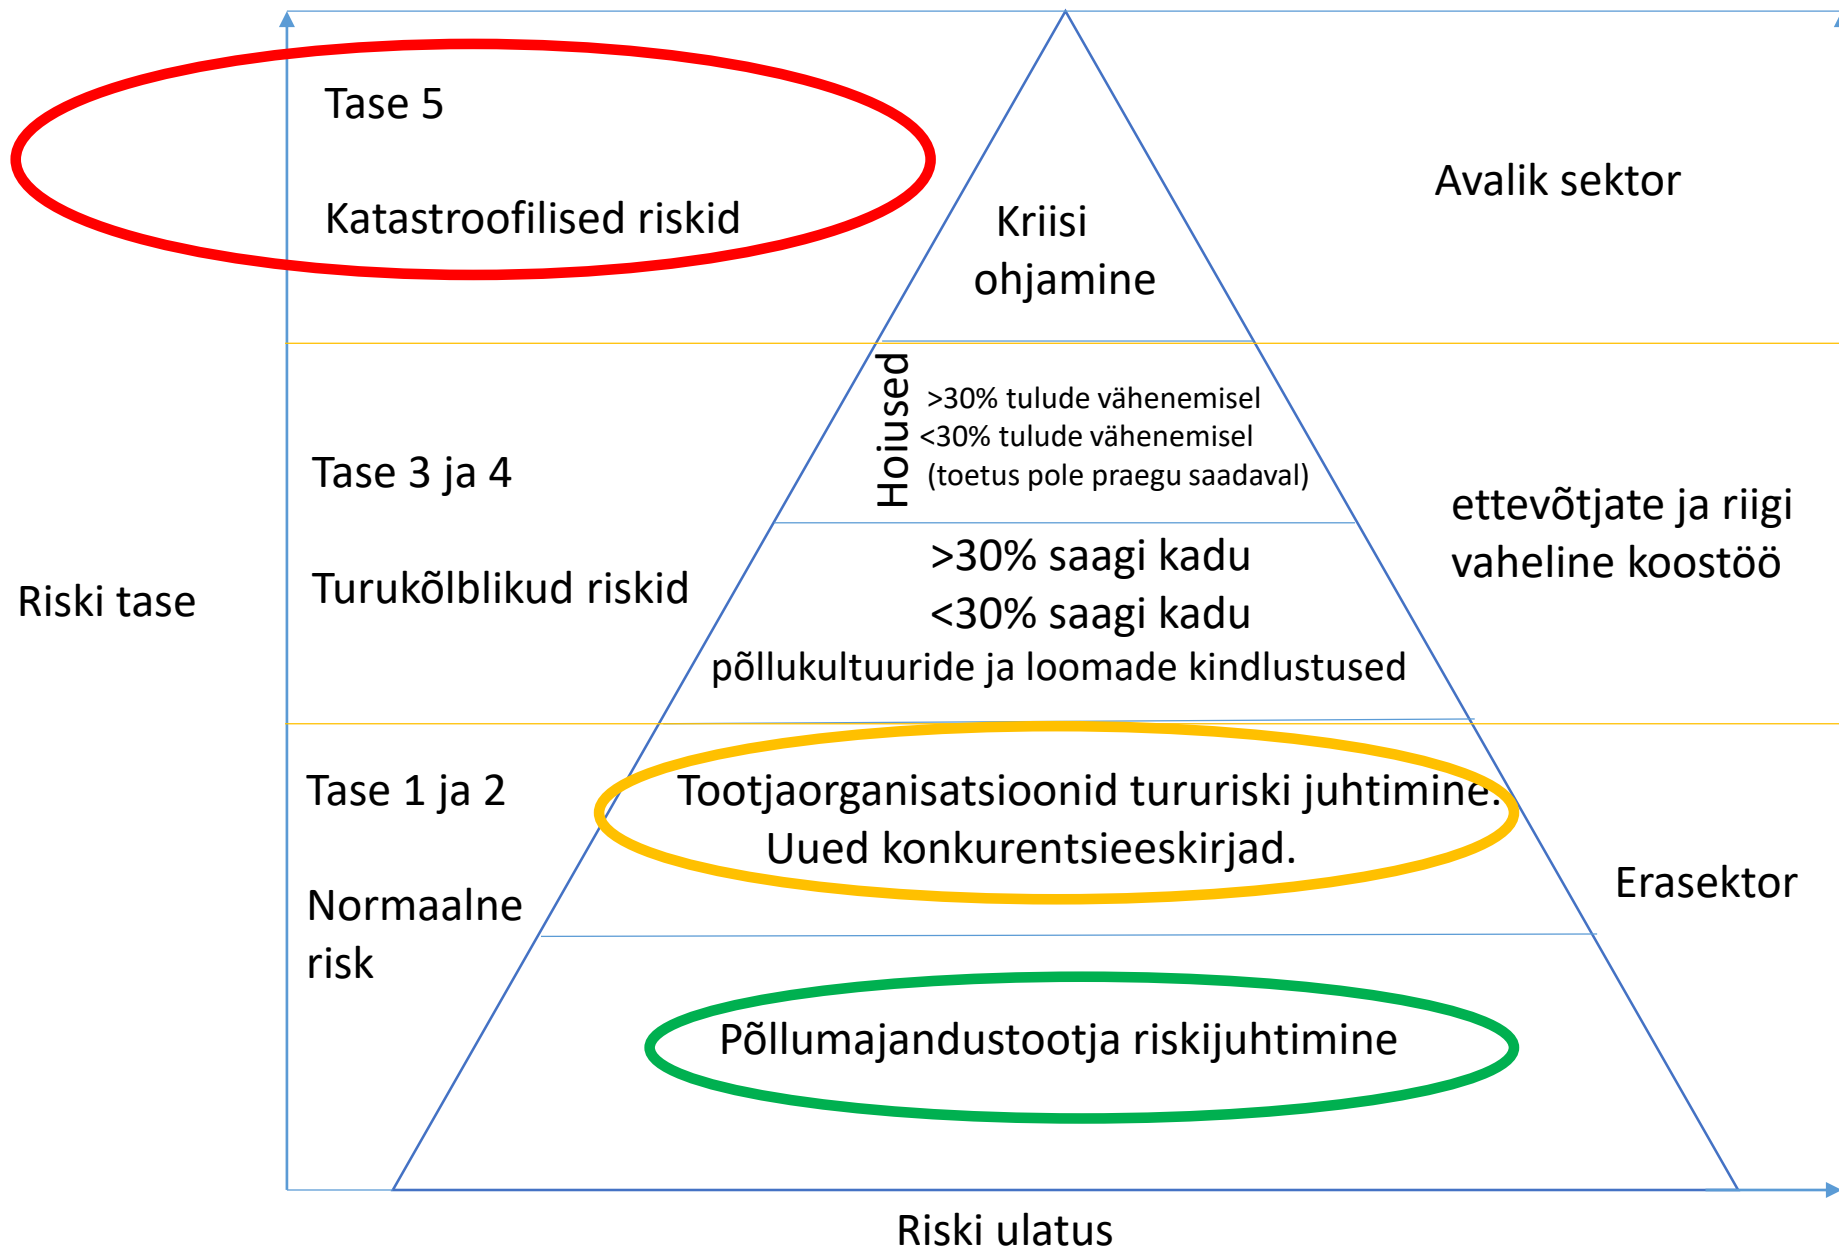 Tase 5
Katastroofilised riskid
Kriisi
ohjamine
Avalik sektor
Riski tase
Tase 3 ja 4
Turukõlblikud riskid
Hoiused
>30% tulude vähenemisel
<30% tulude vähenemisel
(toetus pole praegu saadaval)
>30% saagi kadu
<30% saagi kadu
põllukultuuride ja loomade kindlustused
ettevõtjate ja riigi
vaheline koostöö
Tase 1 ja 2
Normaalne
risk
Tootjaorganisatsioonid tururiski juhtimine.
Uued konkurentsieeskirjad.
Põllumajandustootja riskijuhtimine
Erasektor
Riski ulatus